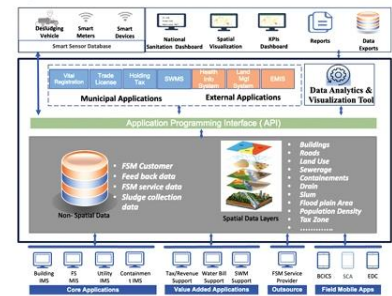 Desludging
Vehicle
Smart
Meters
Smart
Devices
Smart Sensor Database
National
Sanitation Dashboard
Spatial
Visualization
KPIs
Dashboard
Reports
Data
Exports
Vital
Registration
Trade
License
Holding
Tax
SWMS
Health
Info
System
Land
Mgt
System
EMIS
Municipal Applications
External Applications
Data Analytics &
Visualization Tool
Application Programming Interface ( API)
• FSM Customer
• Feed back data
• FSM service data
• Sludge collection
data
Non- Spatial Data
Spatial Data Layers
• Buildings
• Roads
• Land Use
• Sewerage
• Containements
• Drain
• Slum
• Flood plain Area
• Population Density
• Tax Zone
• ..............
Building
IMS
FS
MIS
Utility
IMS
Containmen
t IMS
Core Applications
Tax/Revenue
Support
Water Bill
Support
SWM
Support
Value Added Applications
FSM Service
Provider
Outsource
BCICS
SCA
EDC
Field Mobile Apps